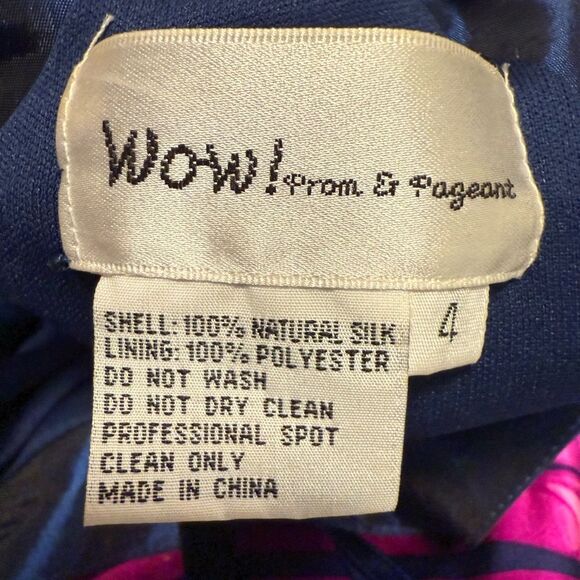 Wow! Prom & Pageant
4
SHELL: 100% NATURAL SILK
LINING: 100% POLYESTER
DO NOT WASH
DO NOT DRY CLEAN
PROFESSIONAL SPOT
CLEAN ONLY
MADE IN CHINA